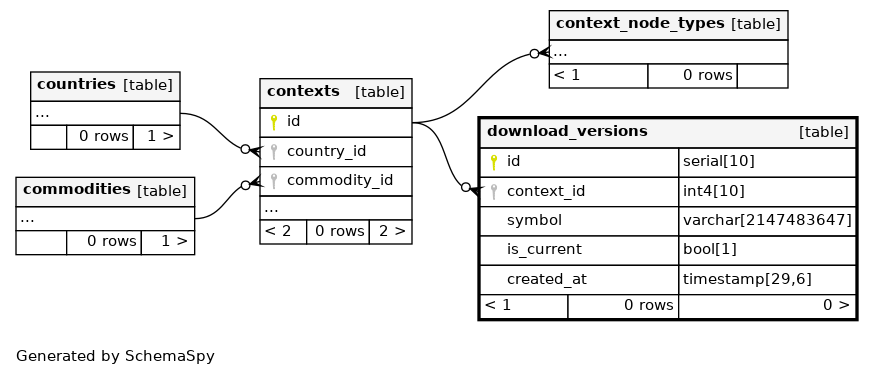 context_node_types [table]
...
< 1 0 rows
countries [table]
...
0 rows 1 >
contexts [table]
id
country_id
commodity_id
...
< 2 0 rows 2 >
download_versions [table]
id serial[10]
context_id int4[10]
symbol varchar[2147483647]
is_current bool[1]
created_at timestamp[29,6]
< 1 0 rows 0 >
commodities [table]
...
0 rows 1 >
Generated by SchemaSpy